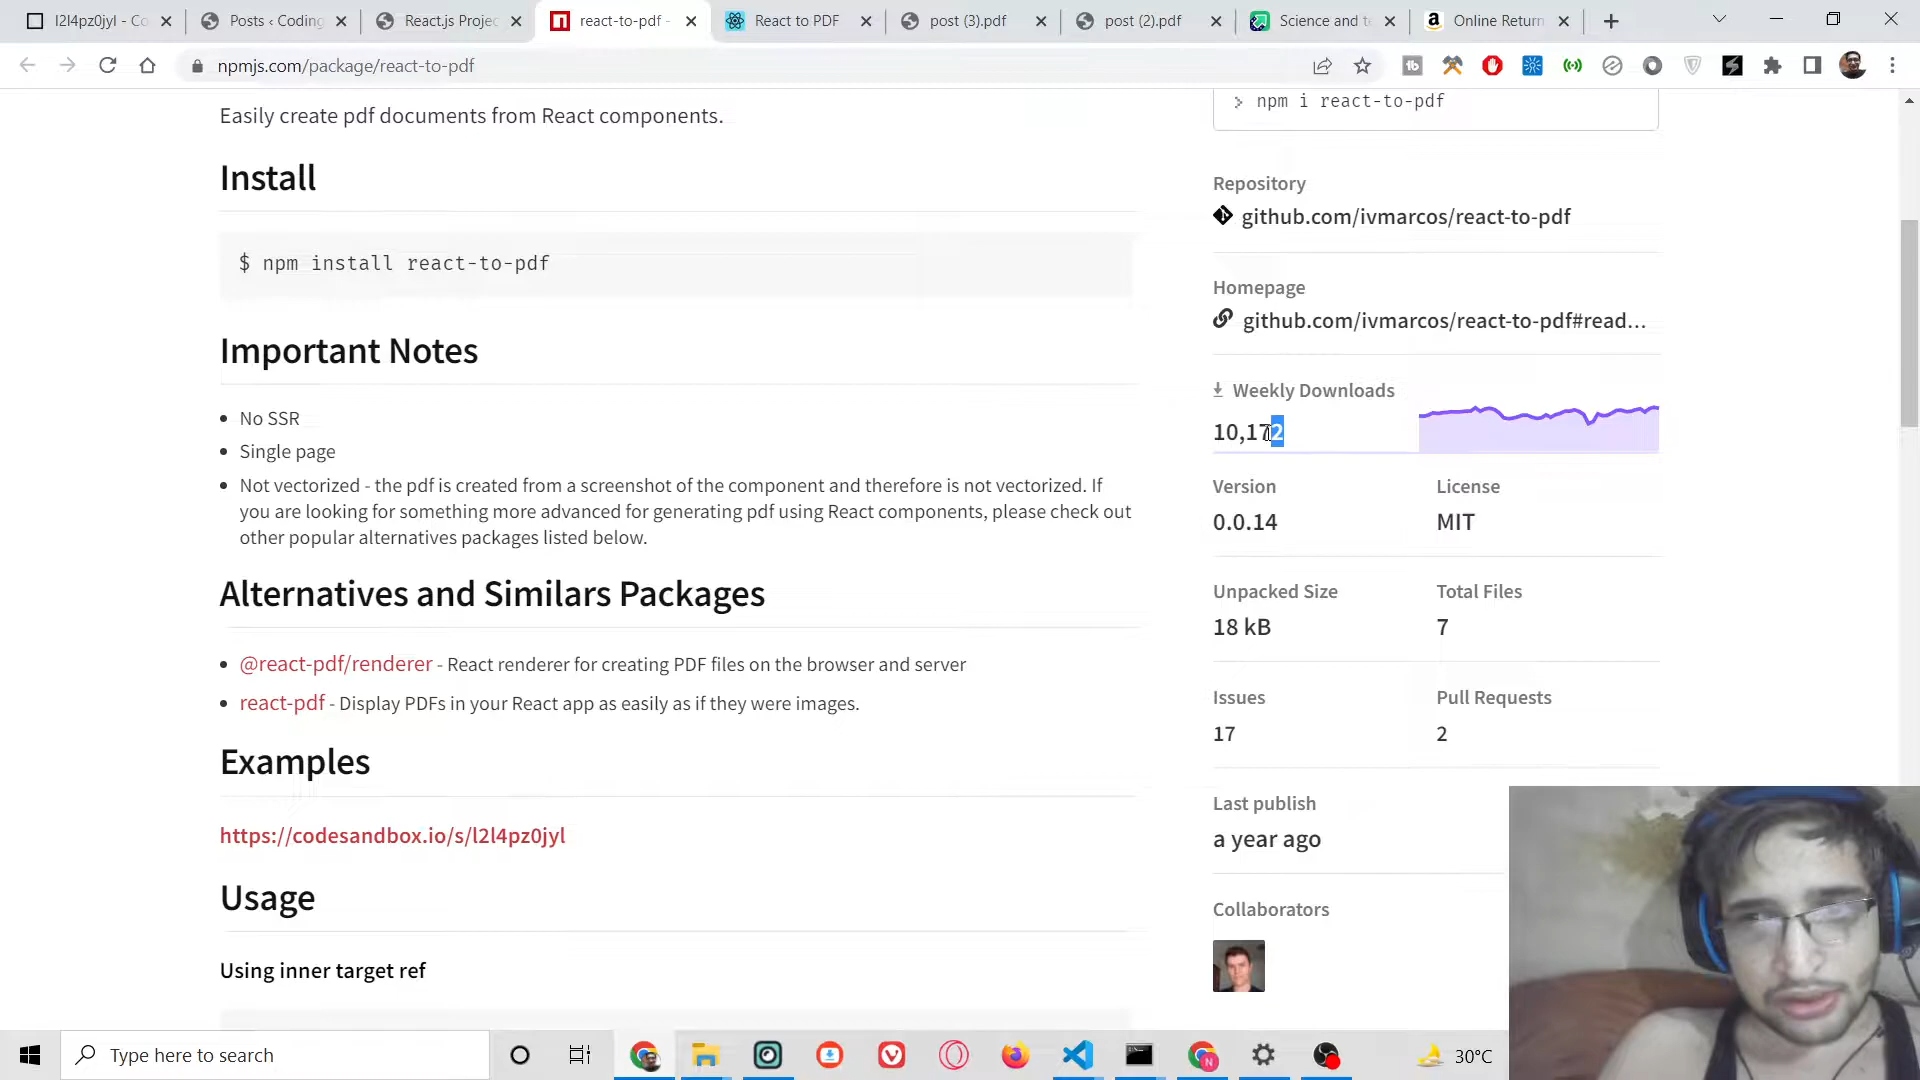 l2l4pz0jyl - Co
Posts ‹ Coding
React.js Projec
react-to-pdf -
React to PDF
post (3).pdf
post (2).pdf
Science and te
Online Return
npmjs.com/package/react-to-pdf
Easily create pdf documents from React components.
Install
$ npm install react-to-pdf
Important Notes
• No SSR
• Single page
• Not vectorized - the pdf is created from a screenshot of the component and therefore is not vectorized. If
you are looking for something more advanced for generating pdf using React components, please check out
other popular alternatives packages listed below.
Alternatives and Similars Packages
• @react-pdf/renderer - React renderer for creating PDF files on the browser and server
• react-pdf - Display PDFs in your React app as easily as if they were images.
Examples
https://codesandbox.io/s/l2l4pz0jyl
Usage
Using inner target ref
> npm i react-to-pdf
Repository
github.com/ivmarcos/react-to-pdf
Homepage
github.com/ivmarcos/react-to-pdf#read...
Weekly Downloads
10,172
Version
License
0.0.14
MIT
Unpacked Size
Total Files
18 kB
7
Issues
Pull Requests
17
2
Last publish
a year ago
Collaborators
Type here to search
30°C